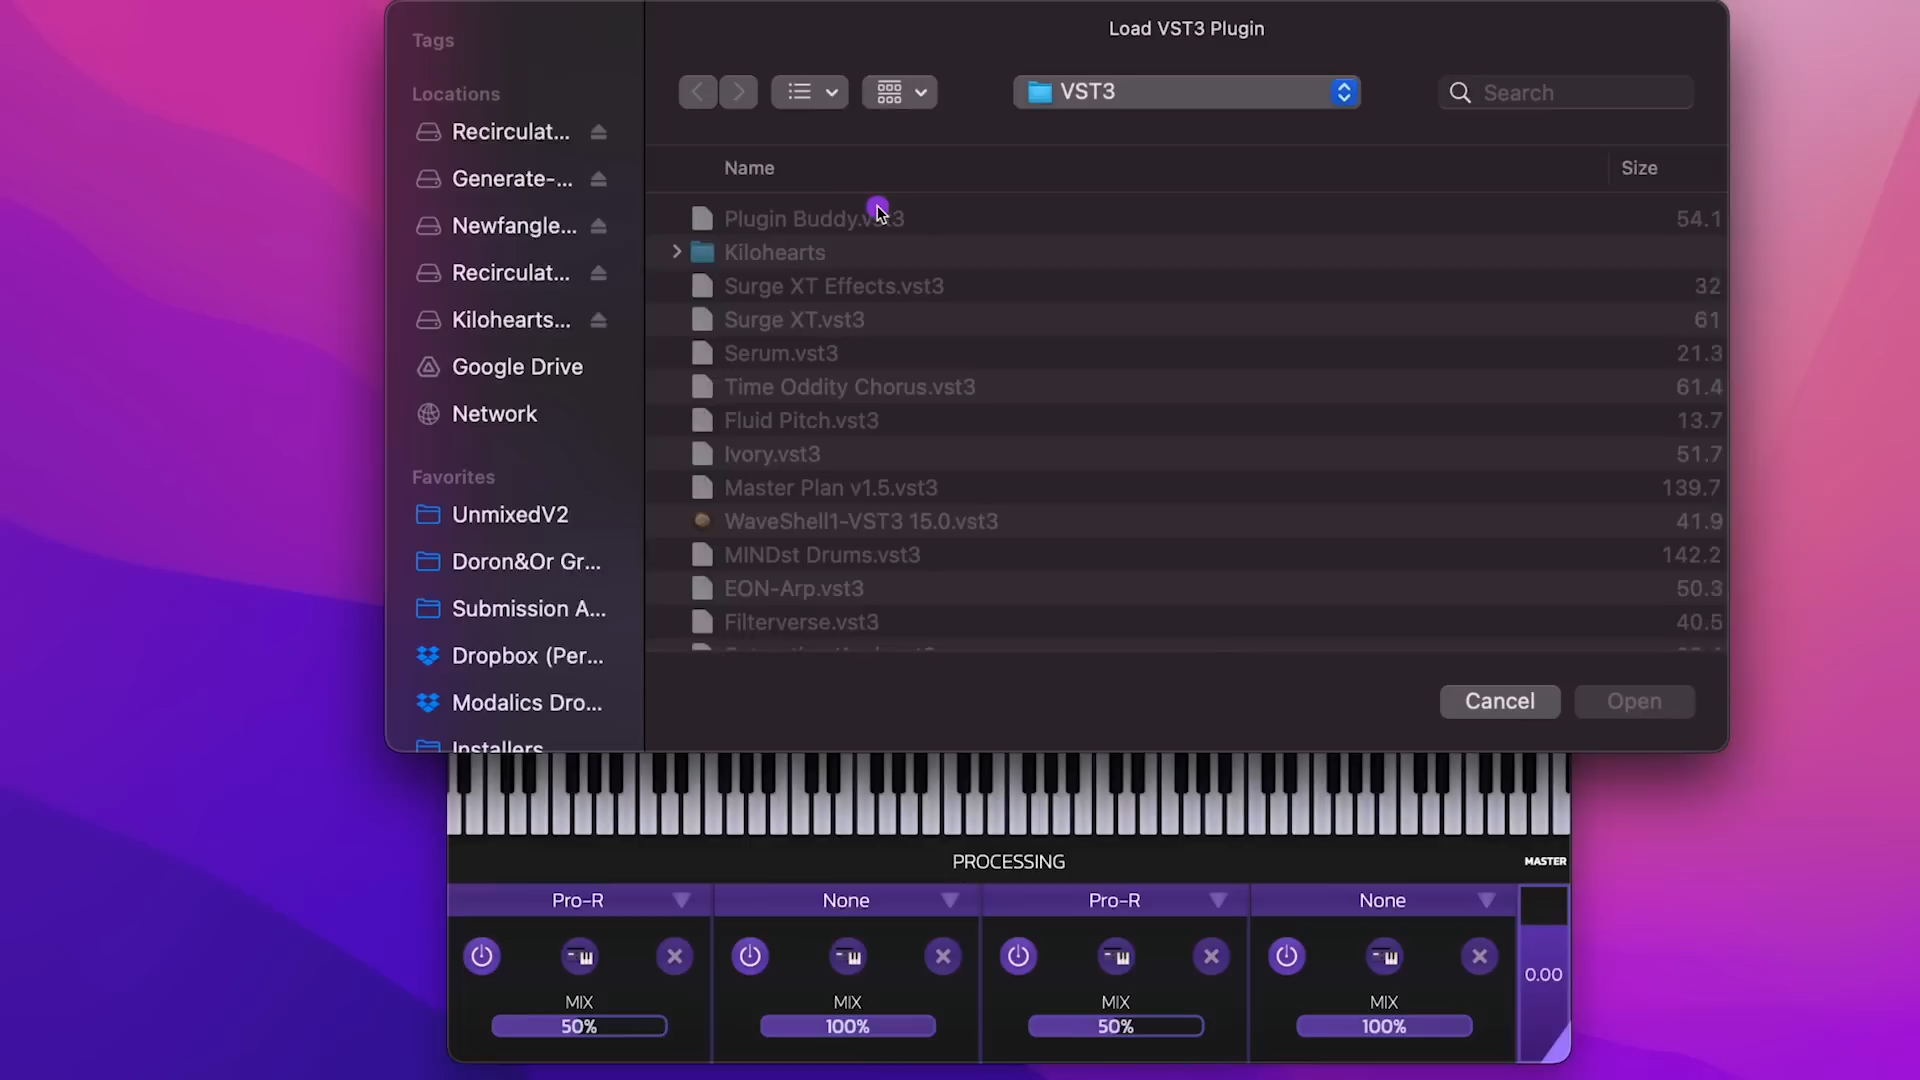 Load VST3 Plugin
Tags
Locations
Recirculat...
Generate-...
Newfangle...
Recirculat...
Kilohearts...
Google Drive
Network
Favorites
UnmixedV2
Doron&Or Gr...
Submission A...
Dropbox (Per...
Modalics Dro...
Installers
VST3
Search
Name Size
Plugin Buddy.vst3 54.1
Kilohearts
Surge XT Effects.vst3 32
Surge XT.vst3 61
Serum.vst3 21.3
Time Oddity Chorus.vst3 61.4
Fluid Pitch.vst3 13.7
Ivory.vst3 51.7
Master Plan v1.5.vst3 139.7
WaveShell1-VST3 15.0.vst3 41.9
MINDst Drums.vst3 142.2
EON-Arp.vst3 50.3
Filterverse.vst3 40.5
Cancel Open
PROCESSING MASTER
Pro-R None Pro-R None
0.00
MIX MIX MIX MIX
50% 100% 50% 100%